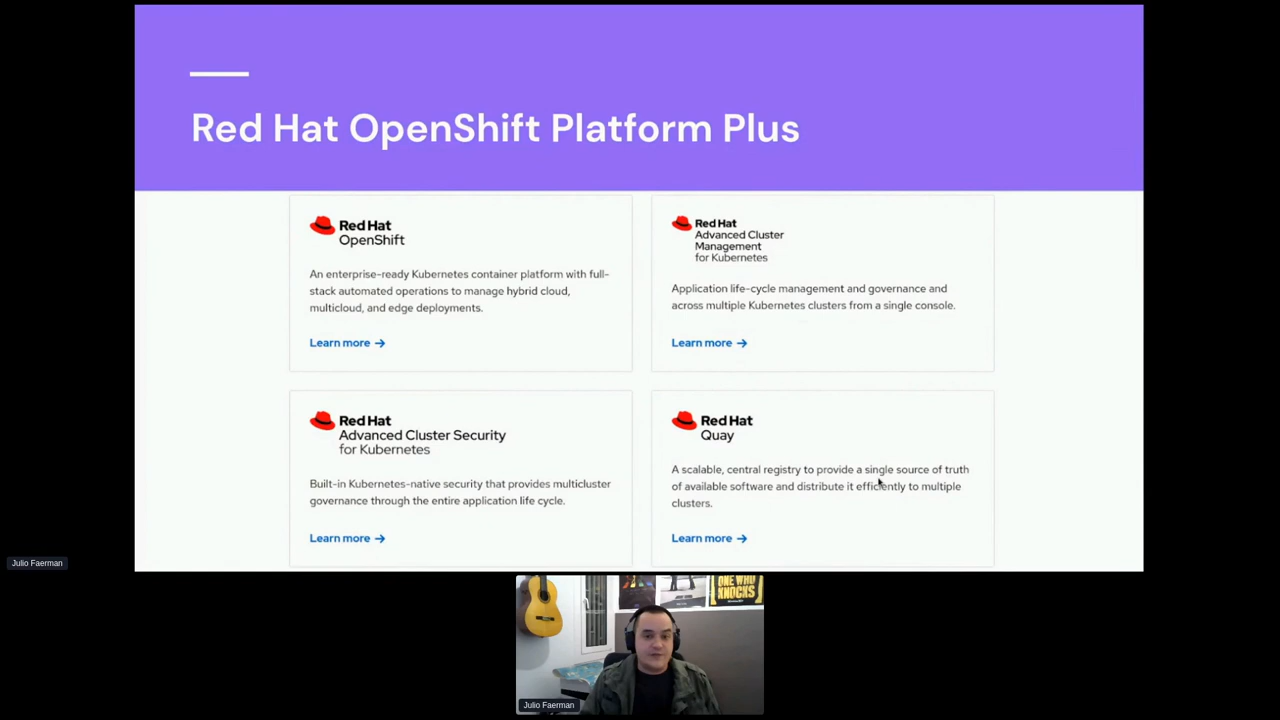 Red Hat OpenShift Platform Plus
Red Hat
OpenShift
An enterprise-ready Kubernetes container platform with full-
stack automated operations to manage hybrid cloud,
multicloud, and edge deployments.
Learn more →
Red Hat
Advanced Cluster
Management
for Kubernetes
Application life-cycle management and governance and
across multiple Kubernetes clusters from a single console.
Learn more →
Red Hat
Advanced Cluster Security
for Kubernetes
Built-in Kubernetes-native security that provides multicluster
governance through the entire application life cycle.
Learn more →
Red Hat
Quay
A scalable, central registry to provide a single source of truth
of available software and distribute it efficiently to multiple
clusters.
Learn more →
Julio Faerman
ONE WHO
KNOCKS
Julio Faerman